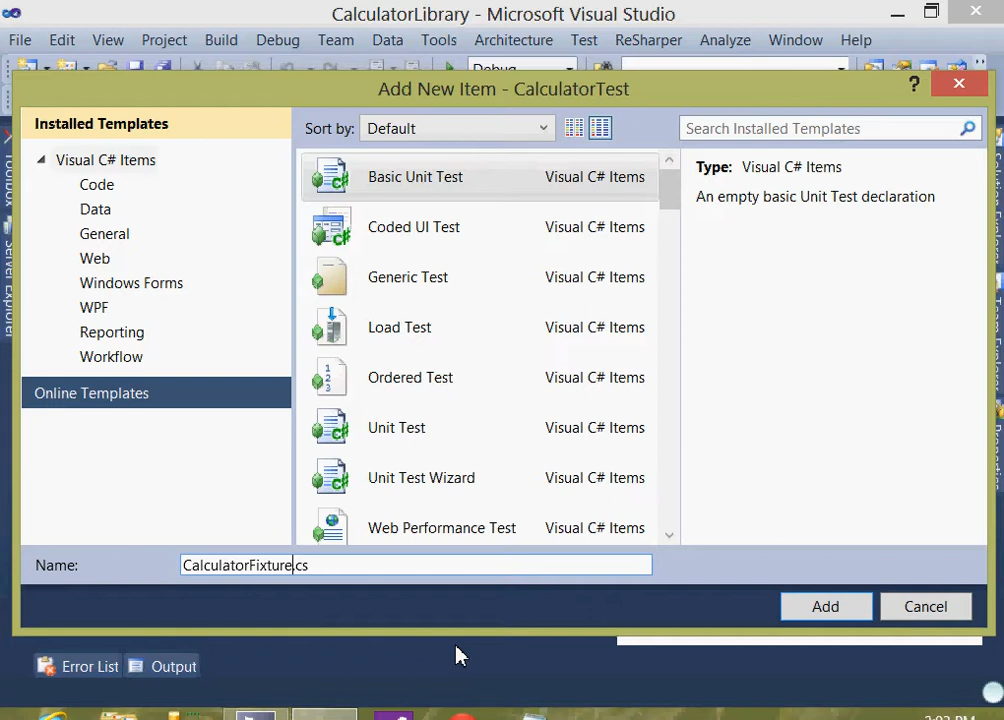 CalculatorLibrary - Microsoft Visual Studio
File Edit View Project Build Debug Team Data Tools Architecture Test ReSharper Analyze Window Help
Debug
Add New Item - CalculatorTest
?
Installed Templates
Sort by: Default
Search Installed Templates
Visual C# Items
Code
Data
General
Web
Windows Forms
WPF
Reporting
Workflow
Online Templates
Basic Unit Test Visual C# Items
Coded UI Test Visual C# Items
Generic Test Visual C# Items
Load Test Visual C# Items
Ordered Test Visual C# Items
Unit Test Visual C# Items
Unit Test Wizard Visual C# Items
Web Performance Test Visual C# Items
Type: Visual C# Items
An empty basic Unit Test declaration
Name: CalculatorFixture.cs
Add Cancel
Toolbox
Server Explorer
Error List Output